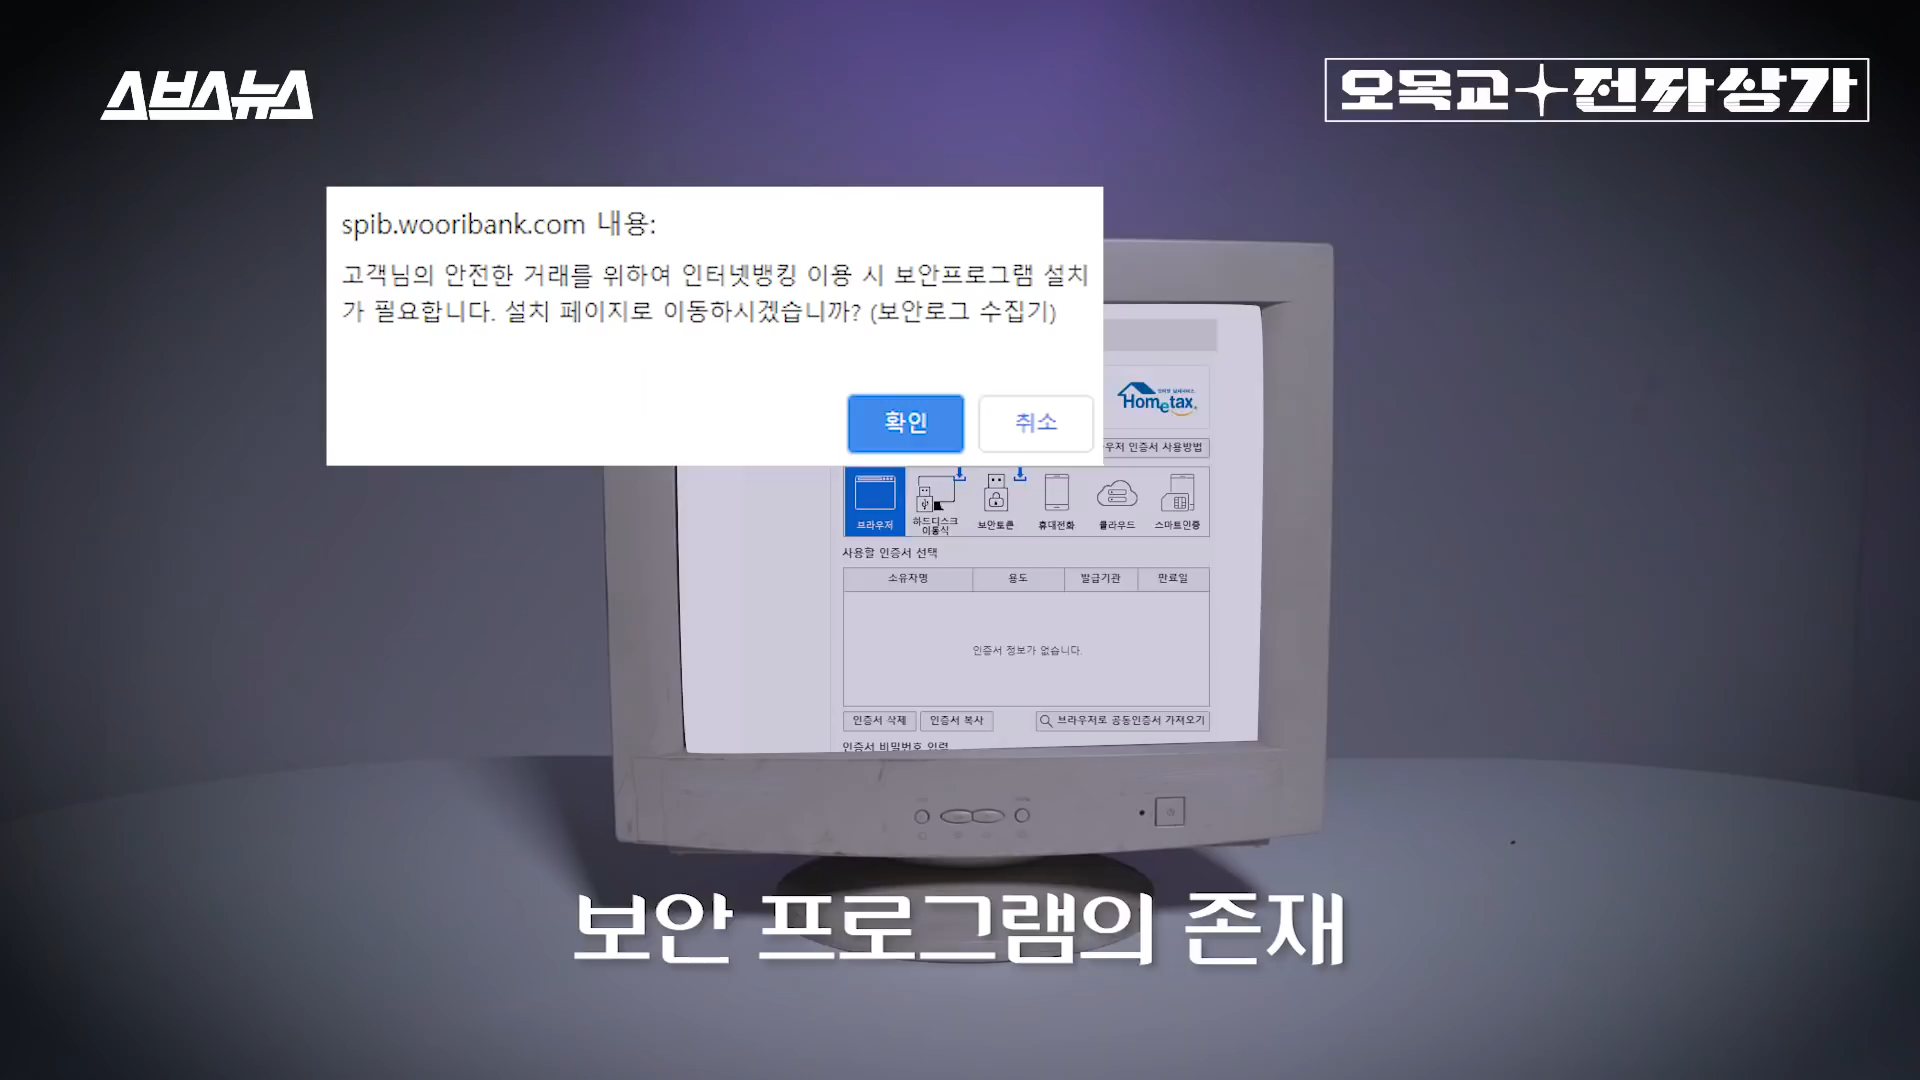 스브스뉴스
오목교 전자상가
spib.wooribank.com 내용:
고객님의 안전한 거래를 위하여 인터넷뱅킹 이용 시 보안프로그램 설치
가 필요합니다. 설치 페이지로 이동하시겠습니까? (보안로그 수집기)
확인 취소
Hometax.
우저 인증서 사용방법
브라우저
하드디스크
이동식
보안토큰
휴대전화
클라우드
스마트인증
사용할 인증서 선택
소유자명 용도 발급기관 만료일
인증서 정보가 없습니다.
인증서 삭제 인증서 복사 브라우저로 공동인증서 가져오기
인증서 비밀번호 입력
보안 프로그램의 존재